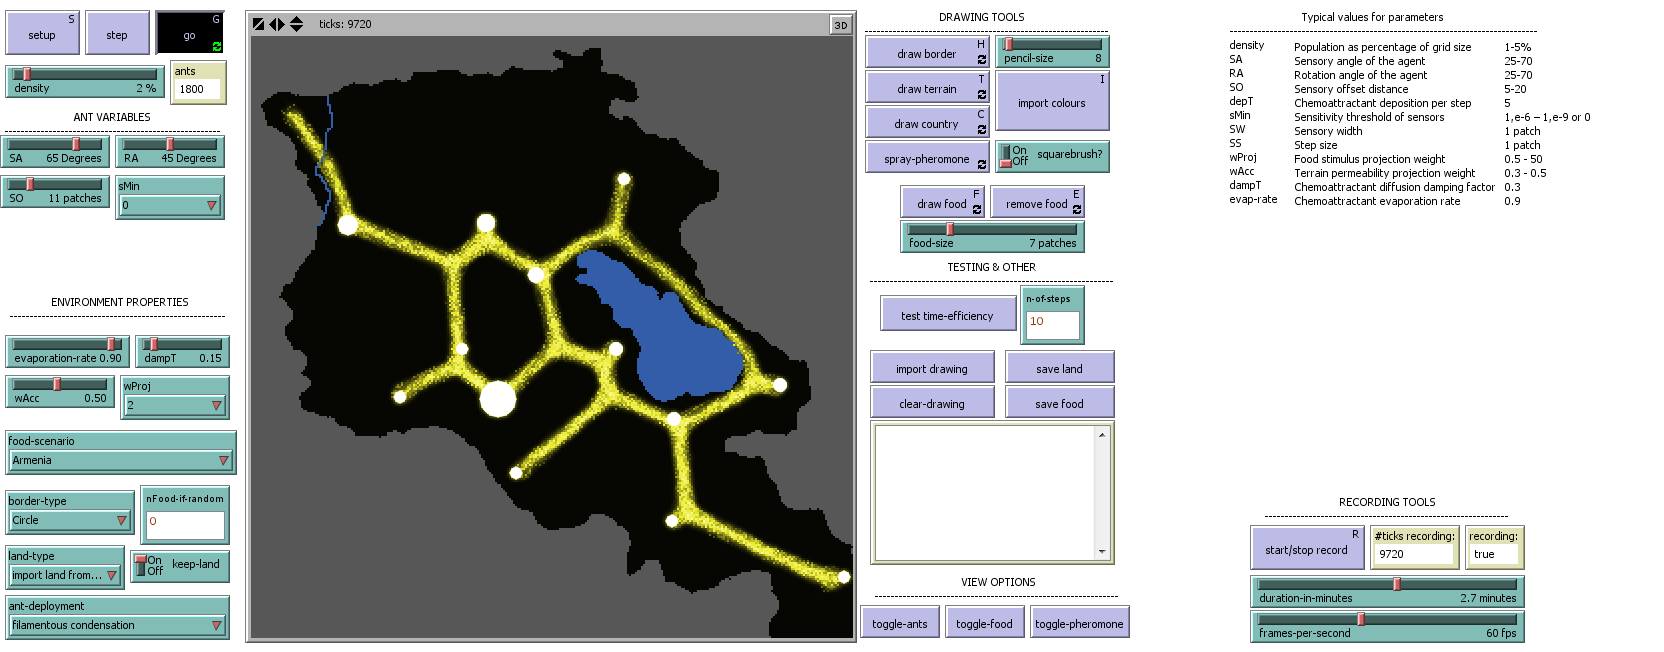 S
setup
step
G
go
density
2 %
ants
1800
ANT VARIABLES
SA
65 Degrees
RA
45 Degrees
SO
11 patches
sMin
0
ENVIRONMENT PROPERTIES
evaporation-rate 0.90
dampT
0.15
wAcc
0.50
wProj
2
food-scenario
Armenia
border-type
Circle
nFood-if-random
0
land-type
import land from...
On
Off
keep-land
ant-deployment
filamentous condensation
ticks: 9720
3D
DRAWING TOOLS
draw border
H
pencil-size
8
draw terrain
T
import colours
I
draw country
C
spray-pheromone
On
Off
squarebrush?
draw food
F
remove food
E
food-size
7 patches
TESTING & OTHER
test time-efficiency
n-of-steps
10
import drawing
save land
clear-drawing
save food
VIEW OPTIONS
toggle-ants
toggle-food
toggle-pheromone
Typical values for parameters
density Population as percentage of grid size 1-5%
SA Sensory angle of the agent 25-70
RA Rotation angle of the agent 25-70
SO Sensory offset distance 5-20
depT Chemoattractant deposition per step 5
sMin Sensitivity threshold of sensors 1,e-6 – 1,e-9 or 0
SW Sensory width 1 patch
SS Step size 1 patch
wProj Food stimulus projection weight 0.5 - 50
wAcc Terrain permeability projection weight 0.3 - 0.5
dampT Chemoattractant diffusion damping factor 0.3
evap-rate Chemoattractant evaporation rate 0.9
RECORDING TOOLS
start/stop record
R
#ticks recording:
9720
recording:
true
duration-in-minutes
2.7 minutes
frames-per-second
60 fps